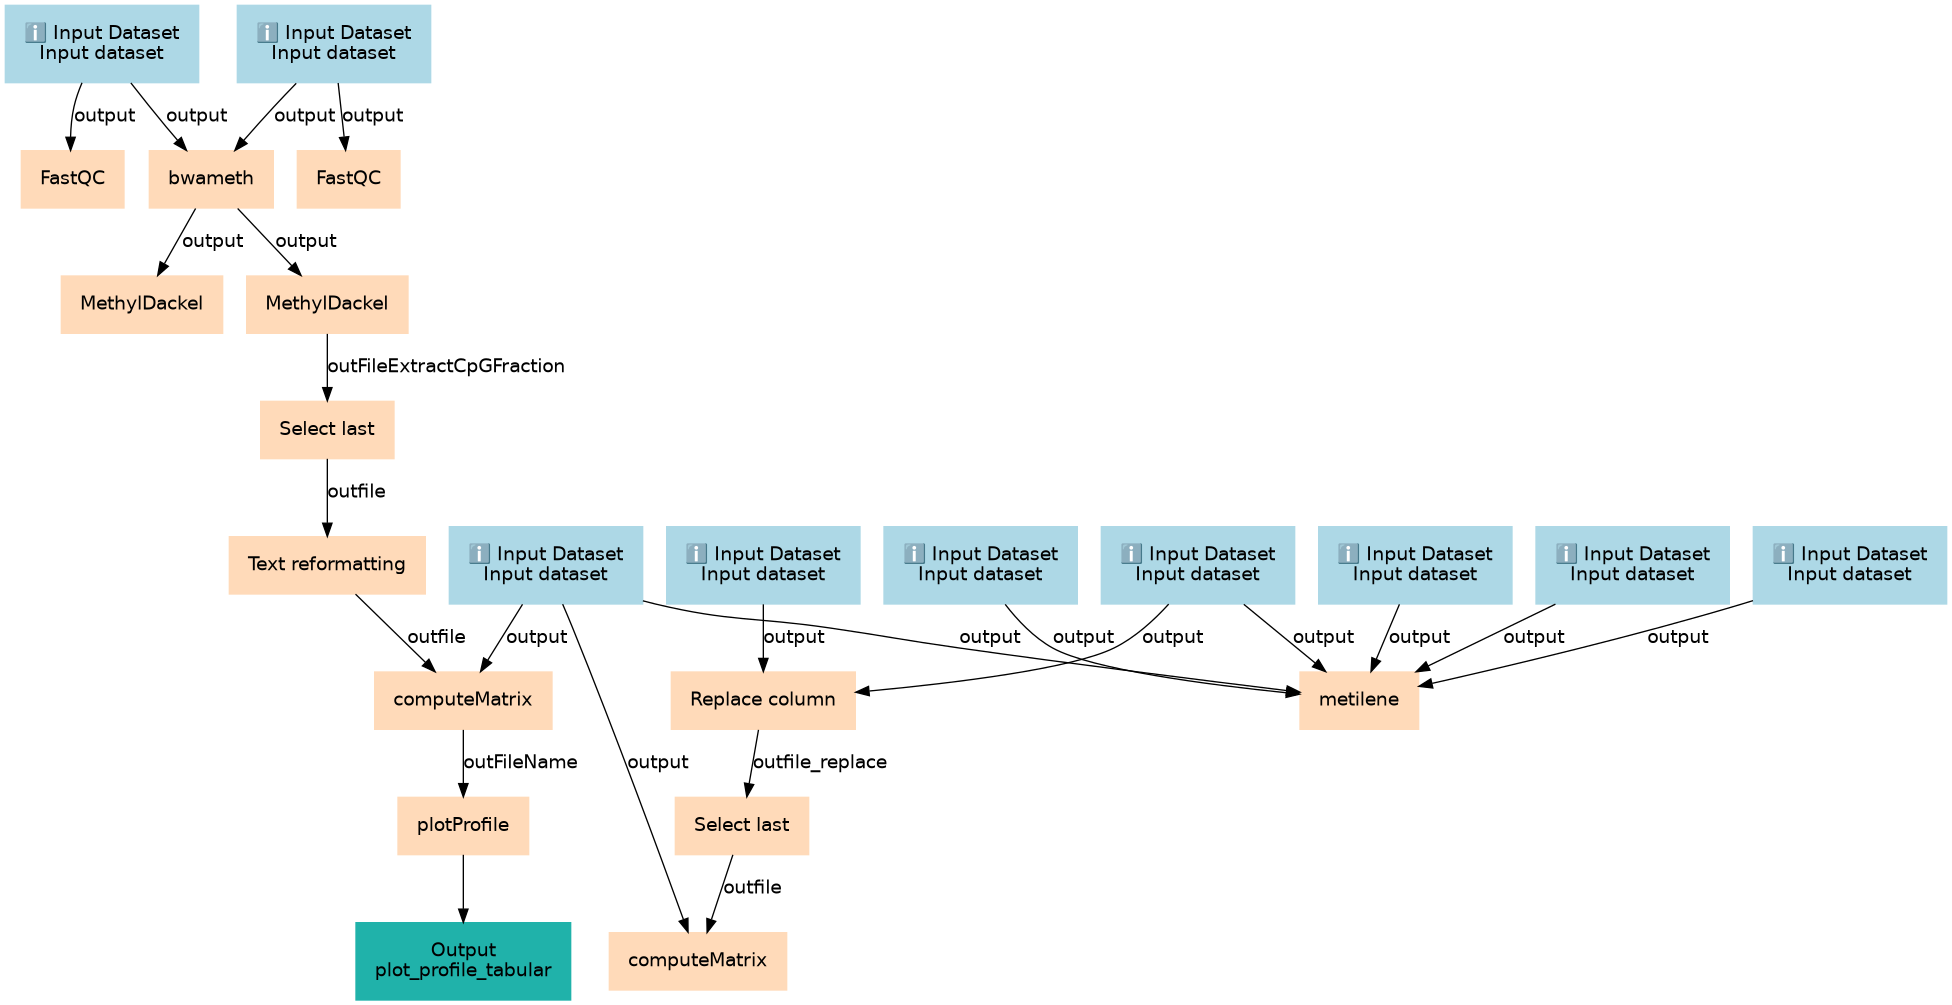 ℹ️ Input Dataset
Input dataset
ℹ️ Input Dataset
Input dataset
output
output
output
output
FastQC
bwameth
FastQC
output
output
MethylDackel
MethylDackel
outFileExtractCpGFraction
Select last
outfile
Text reformatting
ℹ️ Input Dataset
Input dataset
ℹ️ Input Dataset
Input dataset
ℹ️ Input Dataset
Input dataset
ℹ️ Input Dataset
Input dataset
ℹ️ Input Dataset
Input dataset
ℹ️ Input Dataset
Input dataset
ℹ️ Input Dataset
Input dataset
outfile
output
output
output
output
output
output
output
output
output
computeMatrix
Replace column
metilene
outFileName
output
outfile_replace
plotProfile
Select last
outfile
Output
plot_profile_tabular
computeMatrix